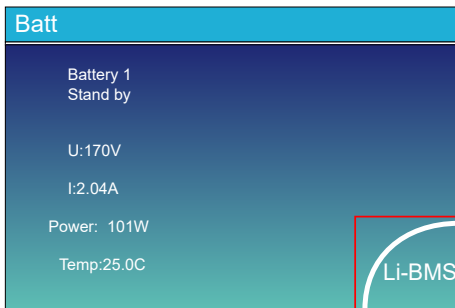 Batt
Battery 1
Stand by
U:170V
I:2.04A
Power: 101W
Temp:25.0C
Li-BMS